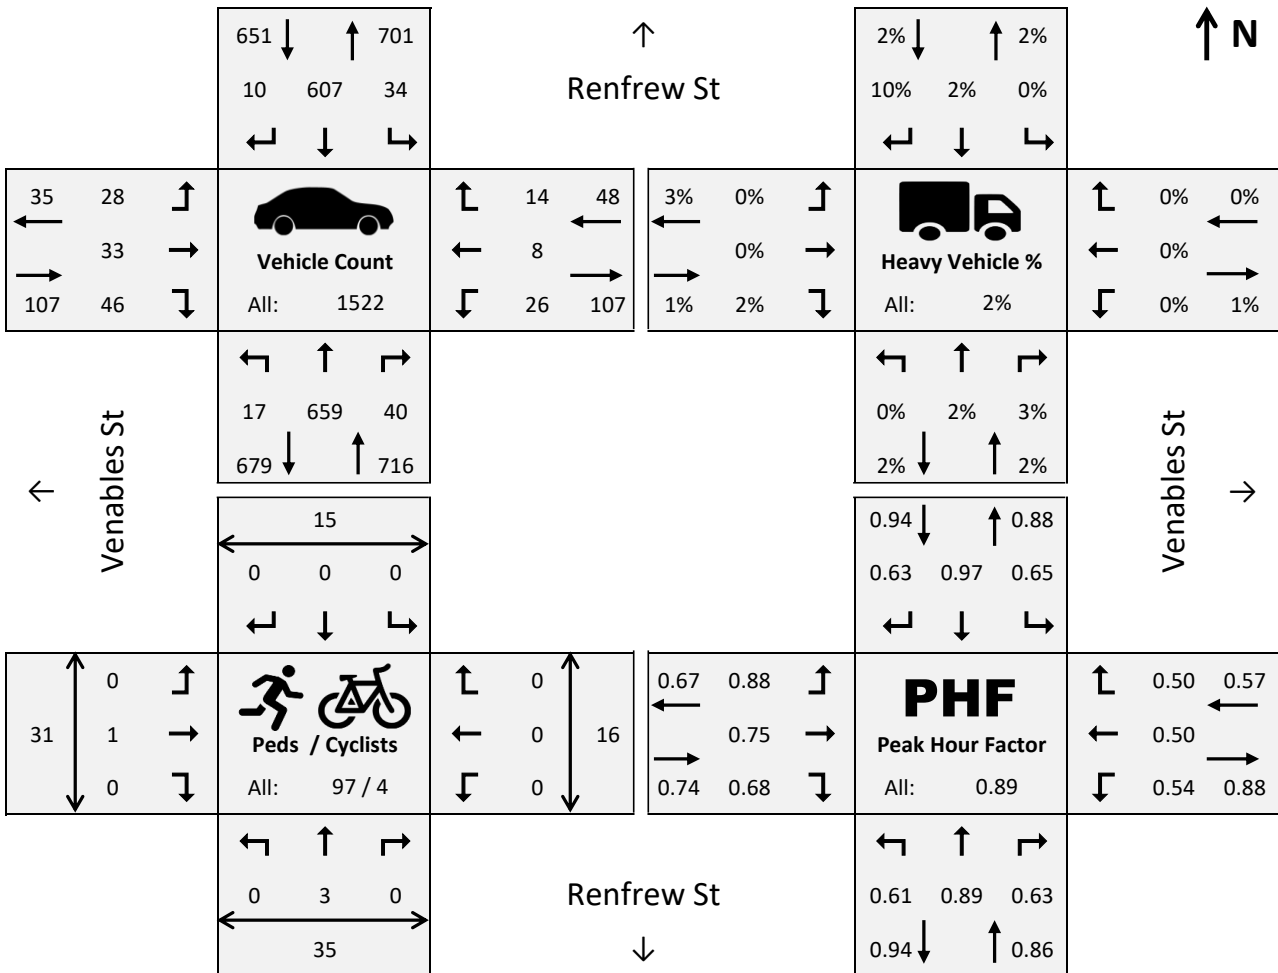 651 701
10 607 34
Renfrew St
2% 2%
10% 2% 0%
N
35 28
33
107 46
Vehicle Count
All: 1522
14 48
8
26 107
3% 0%
0%
1% 2%
Heavy Vehicle %
All: 2%
0% 0%
0%
0% 1%
17 659 40
679 716
0% 2% 3%
2% 2%
Venables St
Venables St
15
0 0 0
0.94 0.88
0.63 0.97 0.65
0
31 1
0
Peds / Cyclists
All: 97 / 4
0
0 16
0
0.67 0.88
0.75
0.74 0.68
PHF
Peak Hour Factor
All: 0.89
0.50 0.57
0.50
0.54 0.88
0 3 0
35
Renfrew St
0.61 0.89 0.63
0.94 0.86